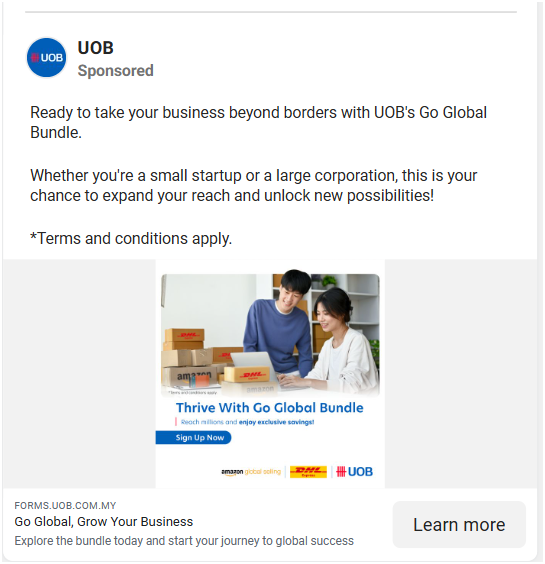 UOB
UOB
Sponsored
Ready to take your business beyond borders with UOB's Go Global
Bundle.
Whether you're a small startup or a large corporation, this is your
chance to expand your reach and unlock new possibilities!
*Terms and conditions apply.
DHL
amazon
DHL
amazon
*Terms and conditions apply
Thrive With Go Global Bundle
Reach millions and enjoy exclusive savings!
Sign Up Now
amazon global selling
DHL
Express
UOB
FORMS.UOB.COM.MY
Go Global, Grow Your Business
Explore the bundle today and start your journey to global success
Learn more